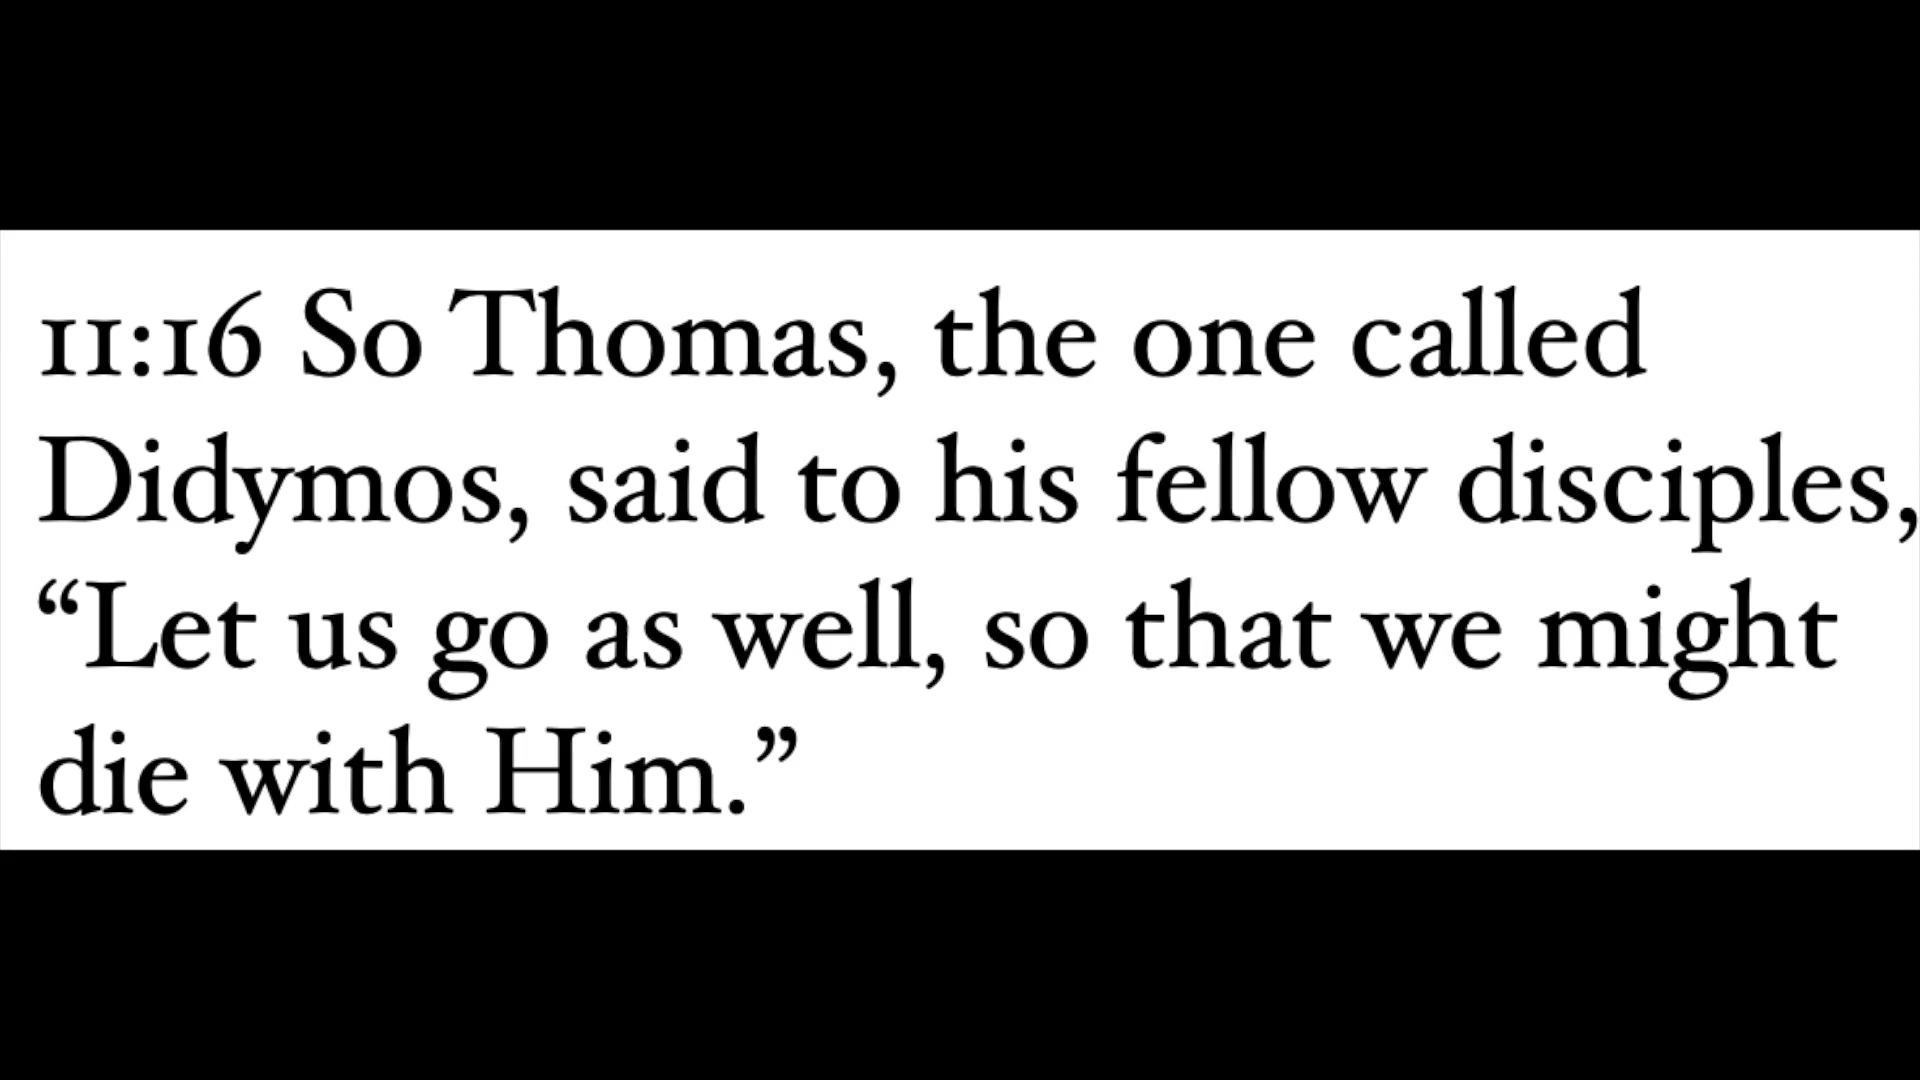 11:16 So Thomas, the one called
Didymos, said to his fellow disciples,
“Let us go as well, so that we might
die with Him.”